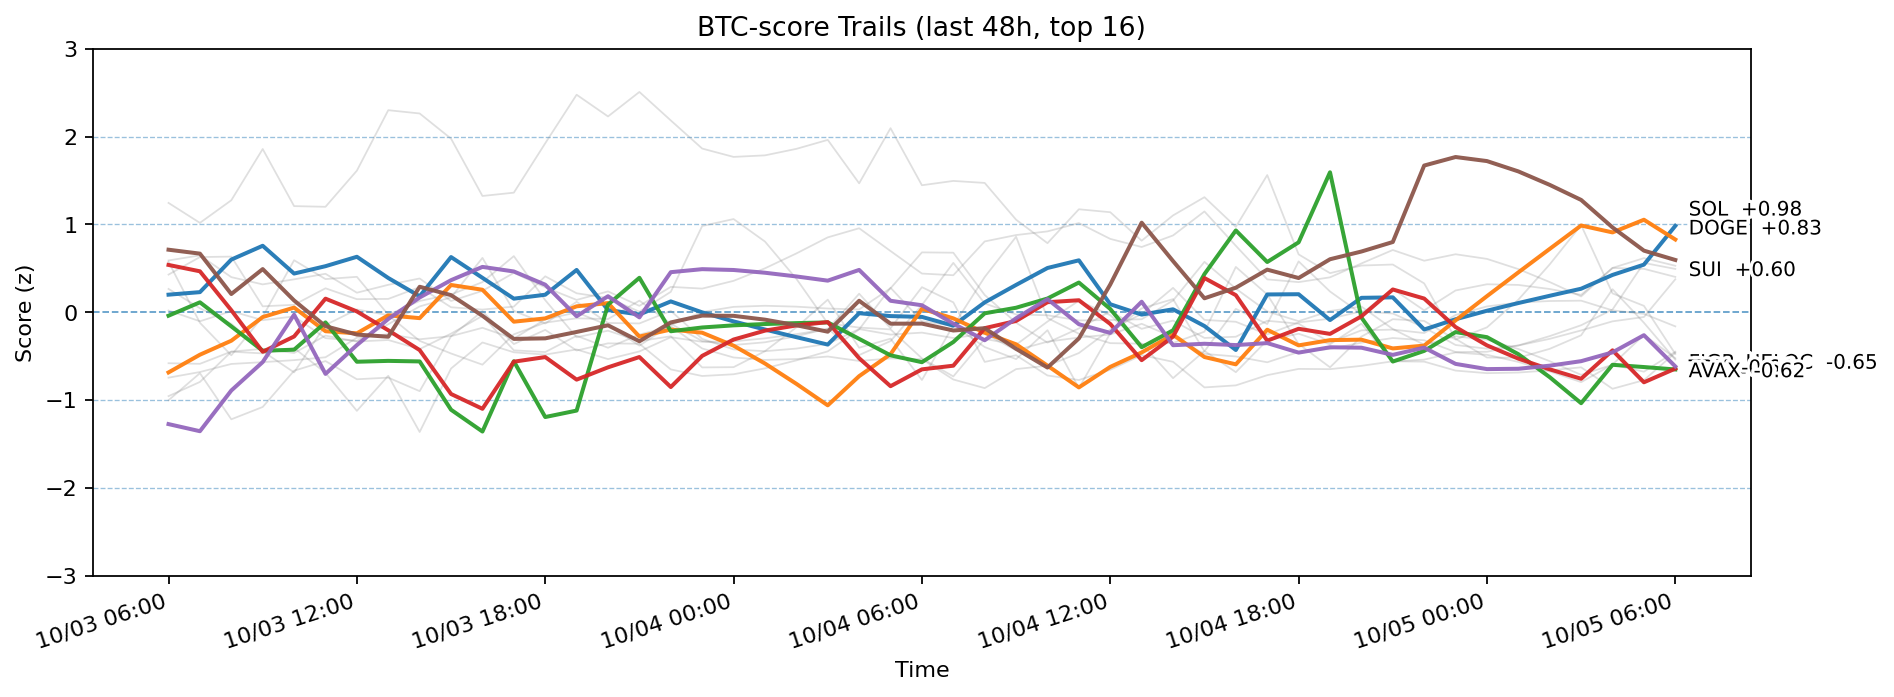 BTC-score Trails (last 48h, top 16)
3
2
1
0
−1
−2
−3
Score (z)
SOL +0.98
DOGE +0.83
SUI +0.60
-0.65
AVAX -0.62
10/03 06:00
10/03 12:00
10/03 18:00
10/04 00:00
10/04 06:00
10/04 12:00
10/04 18:00
10/05 00:00
10/05 06:00
Time